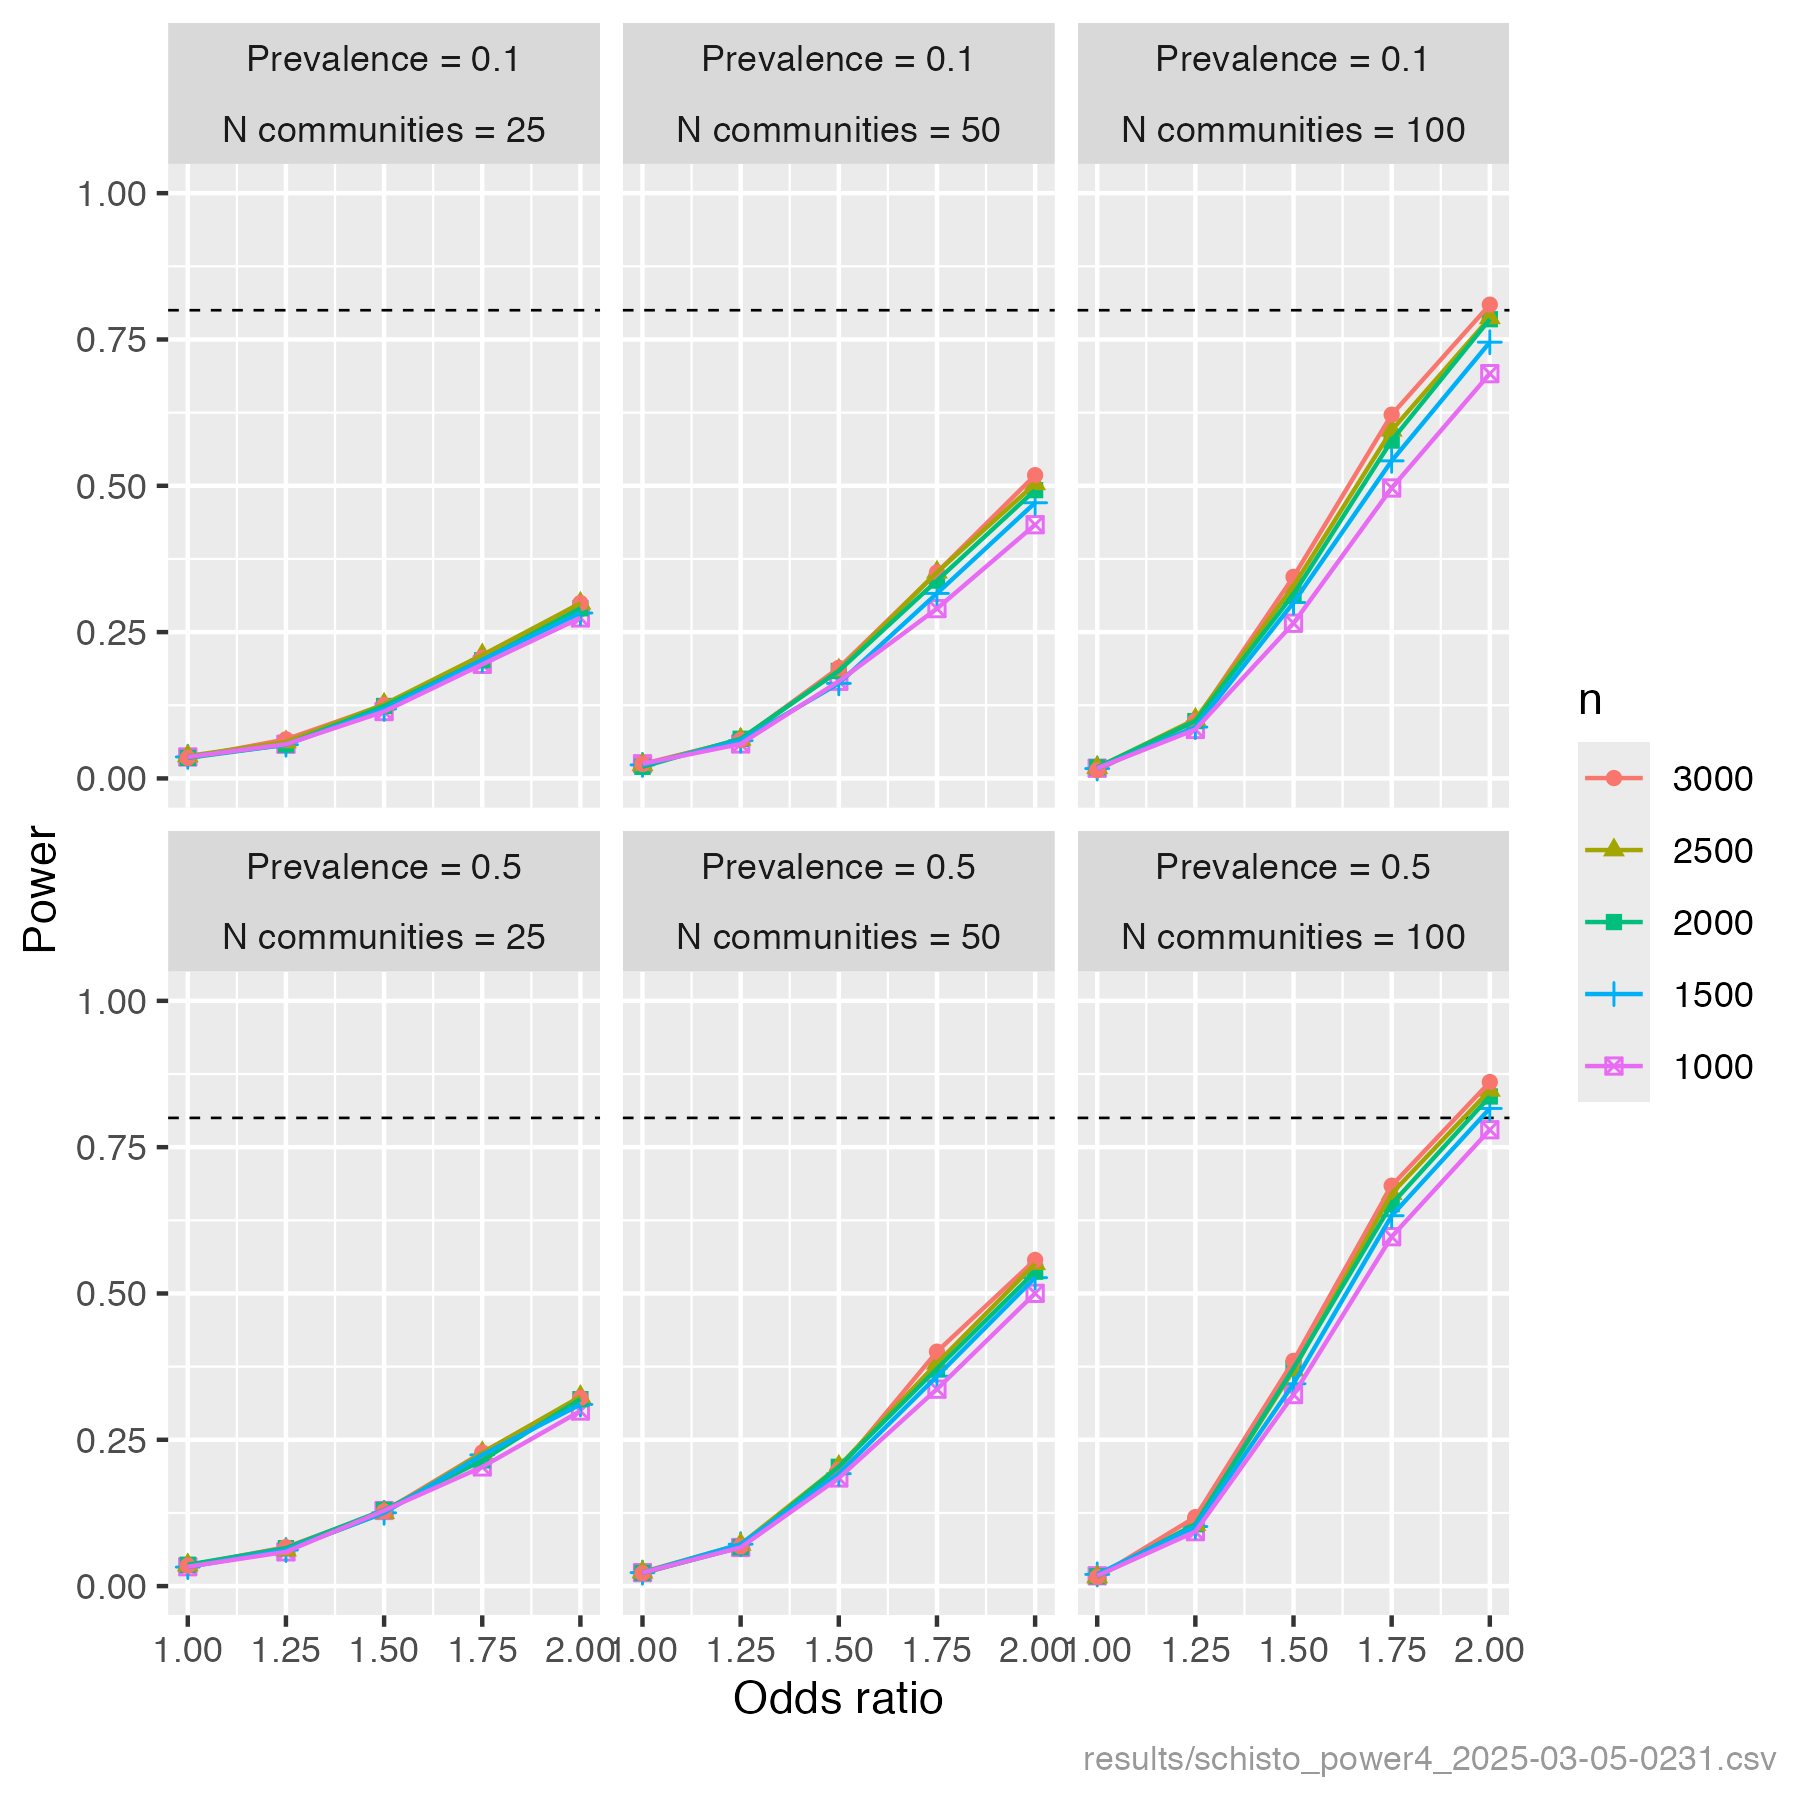 Prevalence = 0.1
N communities = 25
Prevalence = 0.1
N communities = 50
Prevalence = 0.1
N communities = 100
1.00
0.75
0.50
0.25
0.00
Prevalence = 0.5
N communities = 25
Prevalence = 0.5
N communities = 50
Prevalence = 0.5
N communities = 100
1.00
0.75
0.50
0.25
0.00
1.00 1.25 1.50 1.75 2.00
1.00 1.25 1.50 1.75 2.00
1.00 1.25 1.50 1.75 2.00
Power
Odds ratio
n
3000
2500
2000
1500
1000
results/schisto_power4_2025-03-05-0231.csv